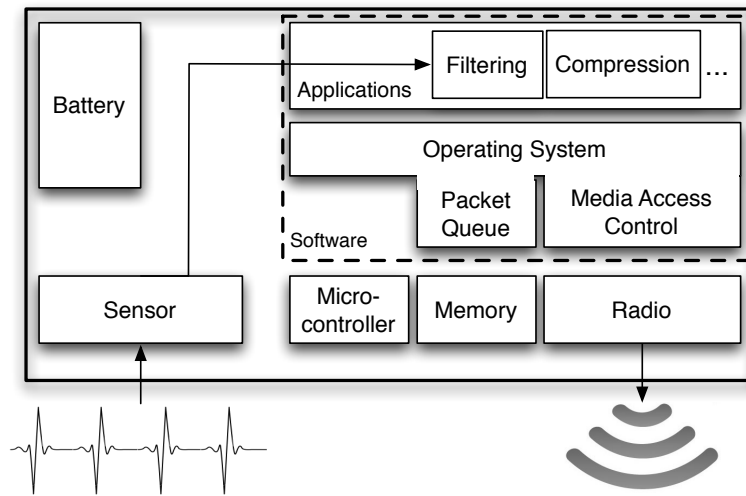 Battery
Filtering
Compression
...
Applications
Operating System
Packet
Queue
Media Access
Control
Software
Sensor
Micro-
controller
Memory
Radio